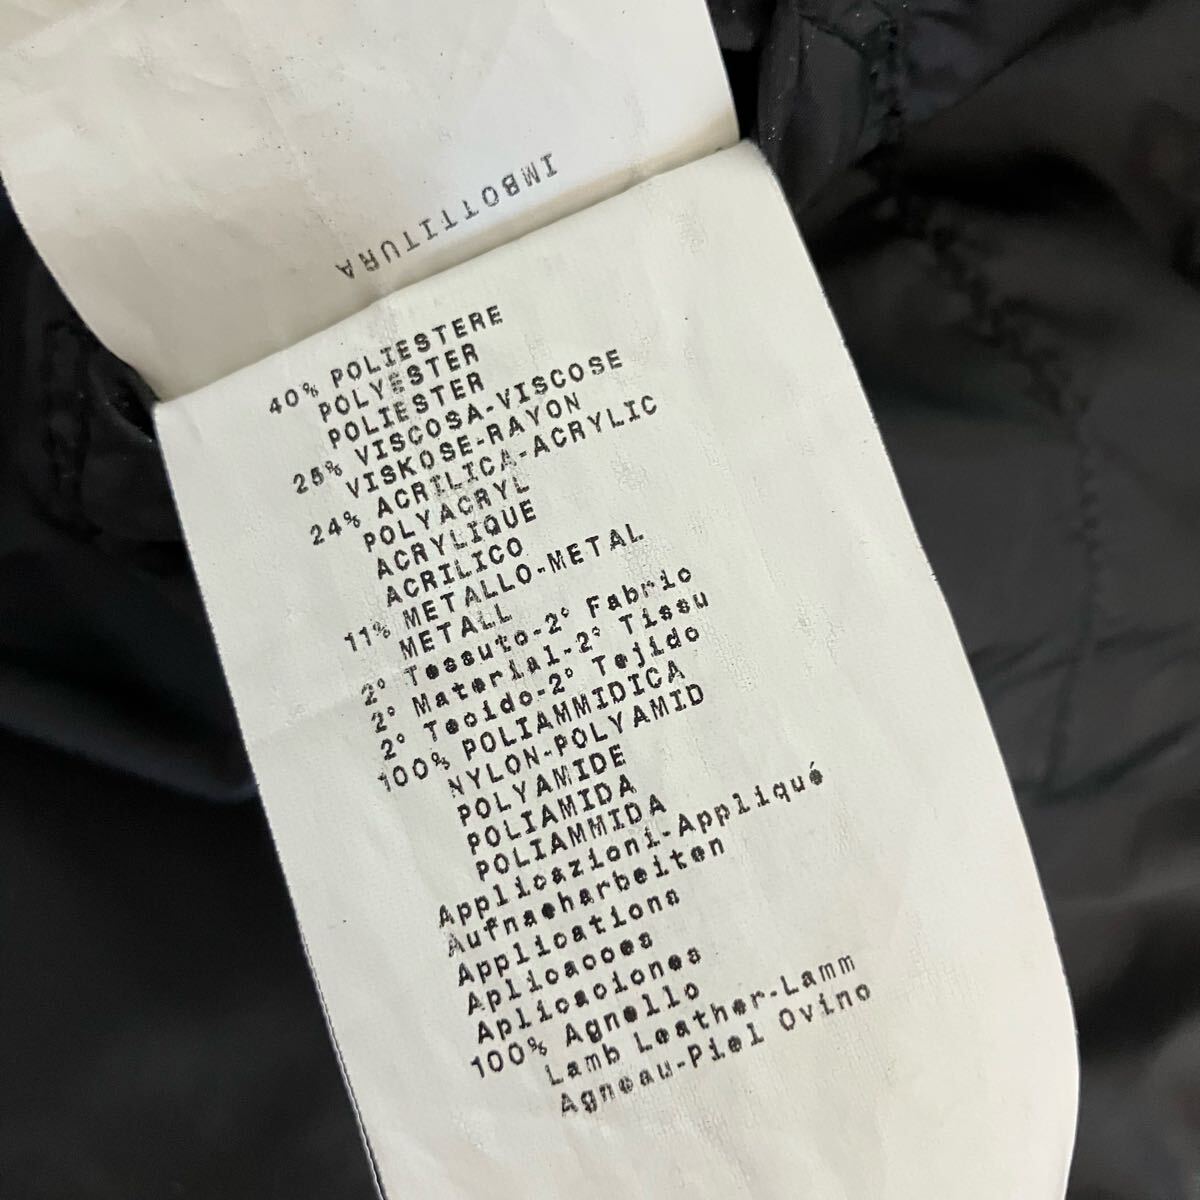 IMBOTTITURA
40% POLIESTERE
POLYESTER
POLIESTER
25% VISCOSA-VISCOSE
VISKOSE-RAYON
24% ACRILICA-ACRYLIC
POLYACRYL
ACRYLIQUE
ACRILICO
11% METALLO-METAL
METALL
2° Tessuto-2° Fabric
2° Material-2° Tissu
2° Tecido-2° Tejido
100% POLIAMMIDICA
NYLON-POLYAMID
POLYAMIDE
POLIAMIDA
POLIAMMIDA
Applicazioni-Appliqué
Aufnaeharbeiten
Applications
Aplicacoes
Aplicaciones
100% Agnello
Lamb Leather-Lamm
Agneau-Piel Ovino